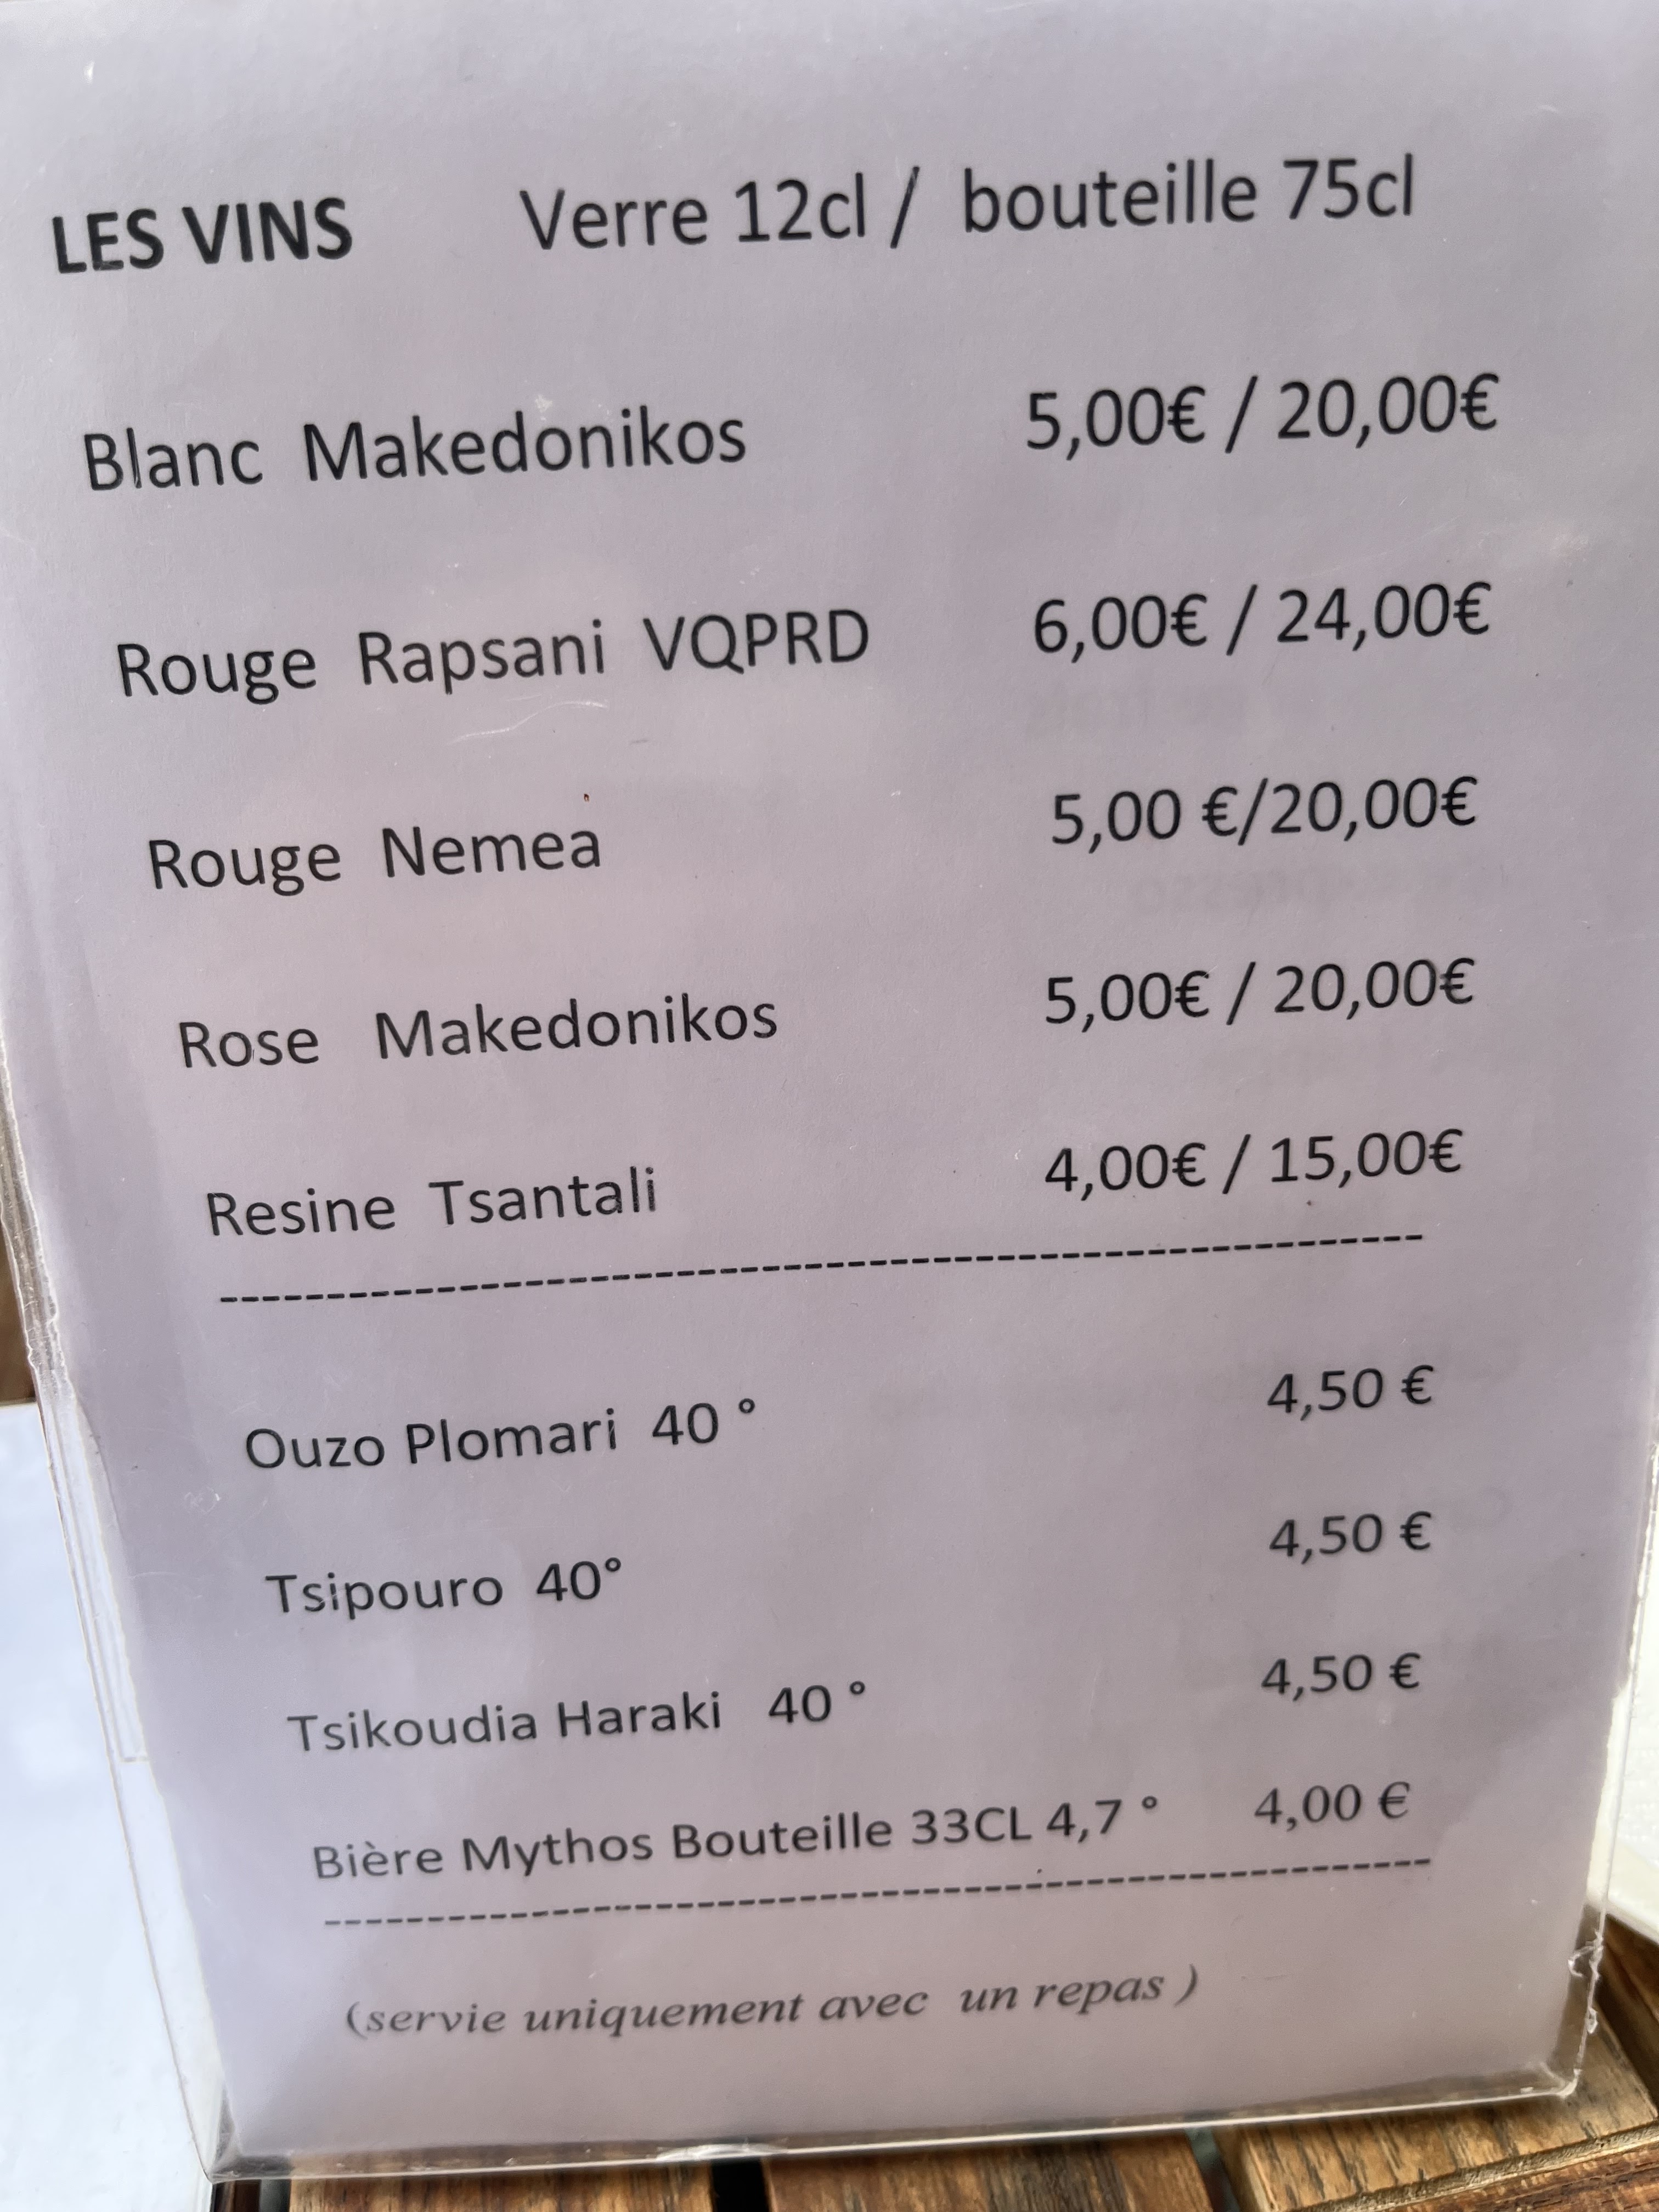 LES VINS Verre 12cl / bouteille 75cl
Blanc Makedonikos 5,00€ / 20,00€
Rouge Rapsani VQPRD 6,00€ / 24,00€
Rouge Nemea 5,00 €/20,00€
Rose Makedonikos 5,00€ / 20,00€
Resine Tsantali 4,00€ / 15,00€
Ouzo Plomari 40 ° 4,50 €
Tsipouro 40° 4,50 €
Tsikoudia Haraki 40 ° 4,50 €
Bière Mythos Bouteille 33CL 4,7 ° 4,00 €
(servie uniquement avec un repas )